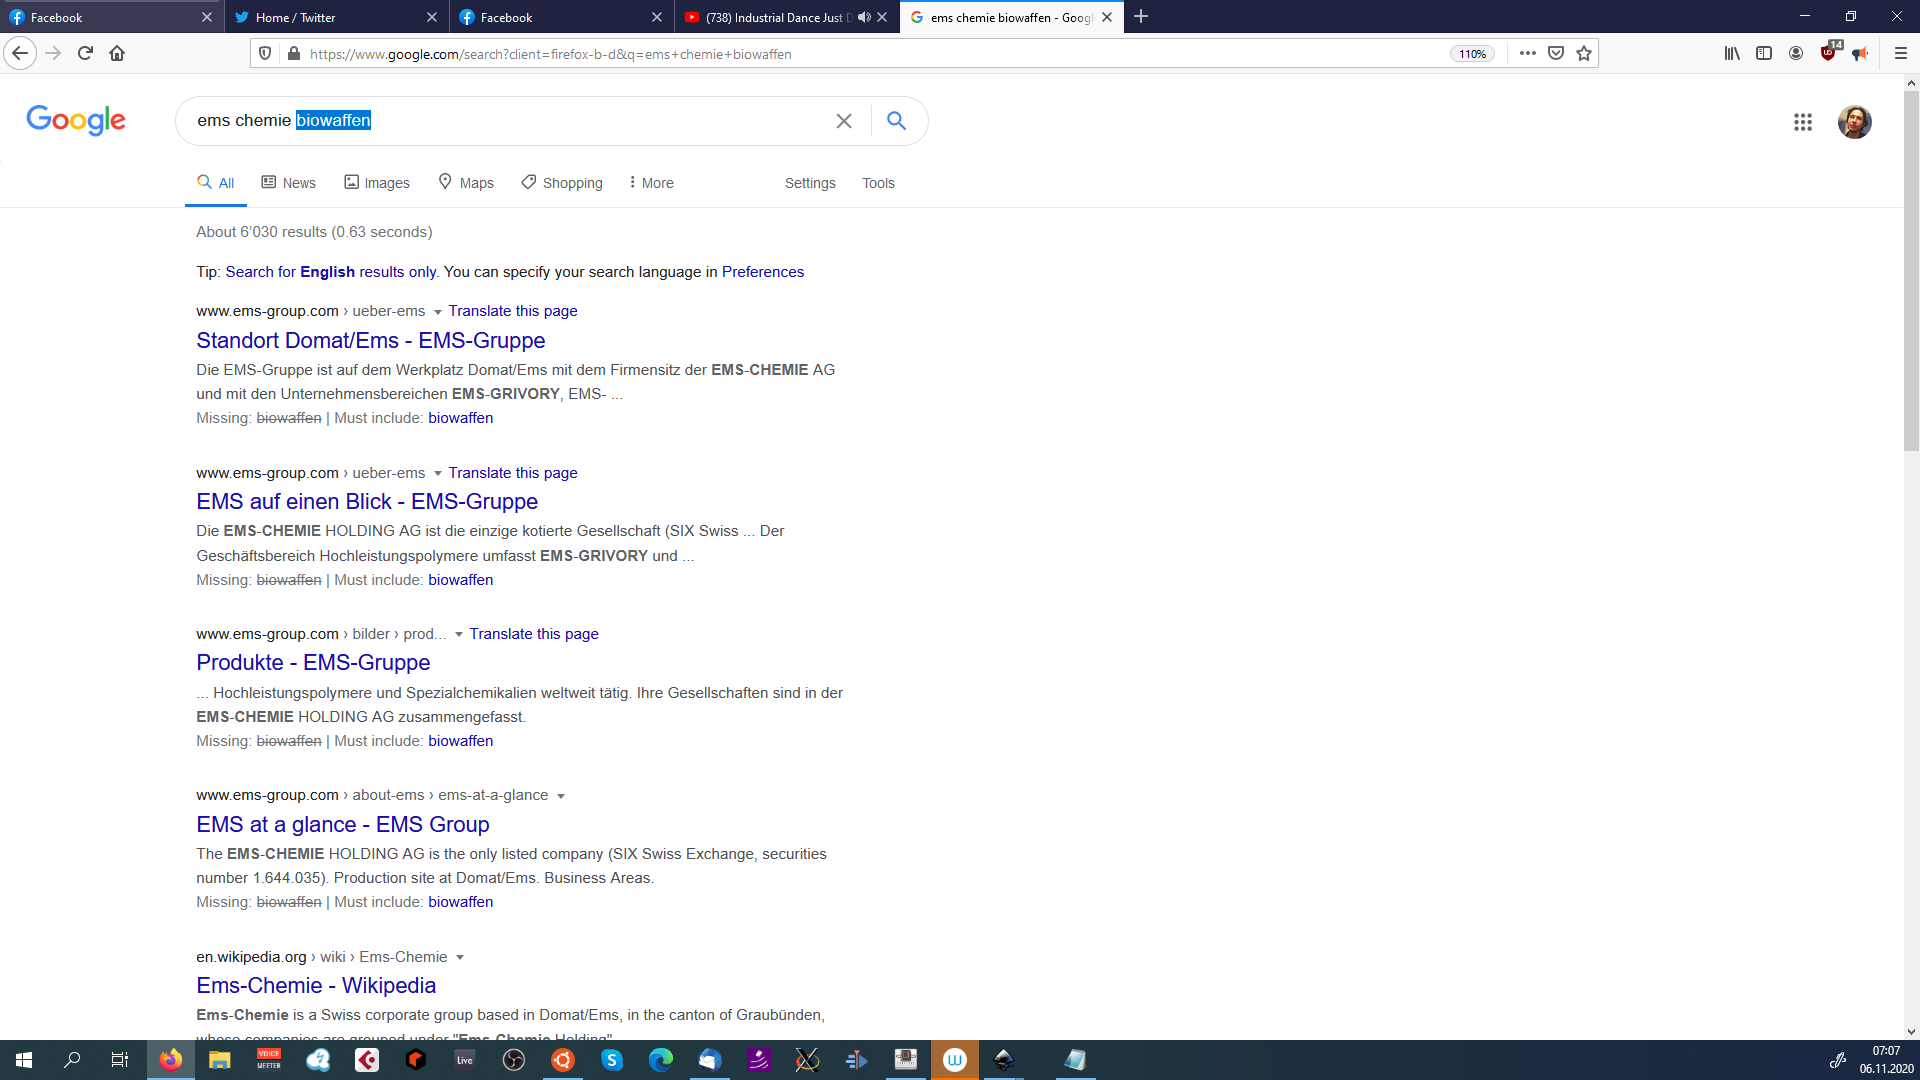 Facebook
Home / Twitter
Facebook
(738) Industrial Dance Just D
ems chemie biowaffen - Googl
https://www.google.com/search?client=firefox-b-d&q=ems+chemie+biowaffen
110%
14
Google
ems chemie biowaffen
All
News
Images
Maps
Shopping
More
Settings
Tools
About 6’030 results (0.63 seconds)
Tip: Search for English results only. You can specify your search language in Preferences
www.ems-group.com › ueber-ems Translate this page
Standort Domat/Ems - EMS-Gruppe
Die EMS-Gruppe ist auf dem Werkplatz Domat/Ems mit dem Firmensitz der EMS-CHEMIE AG
und mit den Unternehmensbereichen EMS-GRIVORY, EMS- ...
Missing: biowaffen | Must include: biowaffen
www.ems-group.com › ueber-ems Translate this page
EMS auf einen Blick - EMS-Gruppe
Die EMS-CHEMIE HOLDING AG ist die einzige kotierte Gesellschaft (SIX Swiss ... Der
Geschäftsbereich Hochleistungspolymere umfasst EMS-GRIVORY und ...
Missing: biowaffen | Must include: biowaffen
www.ems-group.com › bilder › prod... Translate this page
Produkte - EMS-Gruppe
... Hochleistungspolymere und Spezialchemikalien weltweit tätig. Ihre Gesellschaften sind in der
EMS-CHEMIE HOLDING AG zusammengefasst.
Missing: biowaffen | Must include: biowaffen
www.ems-group.com › about-ems › ems-at-a-glance
EMS at a glance - EMS Group
The EMS-CHEMIE HOLDING AG is the only listed company (SIX Swiss Exchange, securities
number 1.644.035). Production site at Domat/Ems. Business Areas.
Missing: biowaffen | Must include: biowaffen
en.wikipedia.org › wiki › Ems-Chemie
Ems-Chemie - Wikipedia
Ems-Chemie is a Swiss corporate group based in Domat/Ems, in the canton of Graubünden,
whose companies are grouped under "Ems-Chemie Holding"
VOICE
MEETER
Live
07:07
06.11.2020